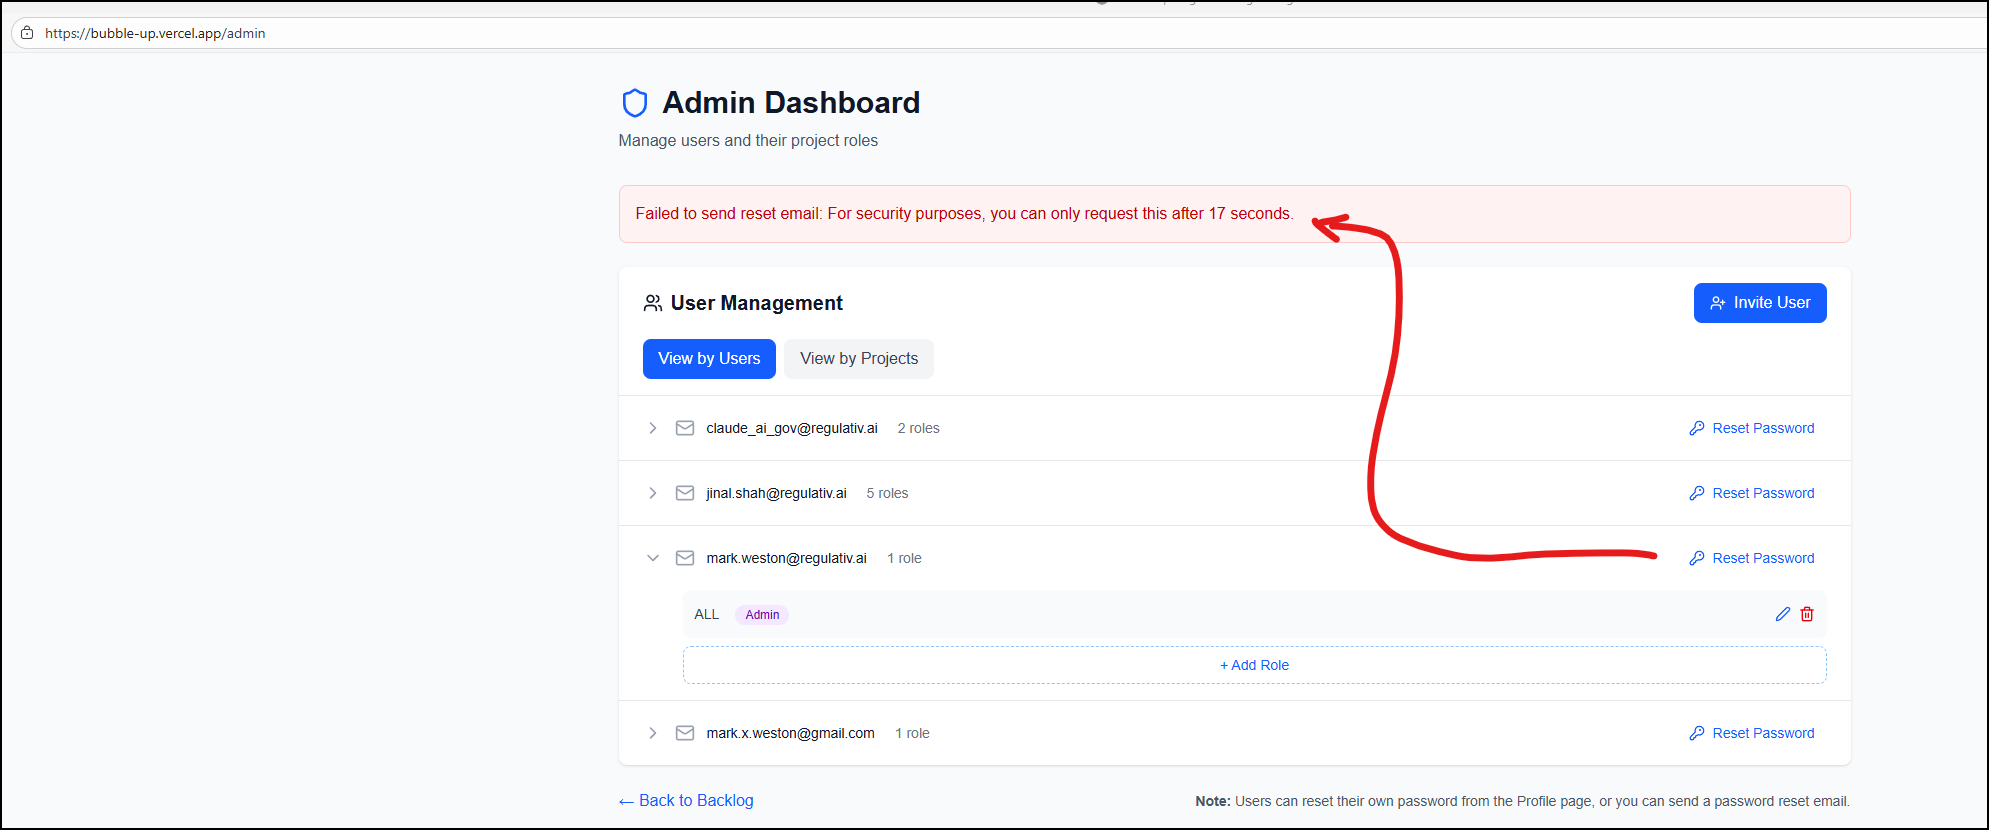 https://bubble-up.vercel.app/admin
Admin Dashboard
Manage users and their project roles
Failed to send reset email: For security purposes, you can only request this after 17 seconds.
User Management
Invite User
View by Users
View by Projects
claude_ai_gov@regulativ.ai 2 roles Reset Password
jinal.shah@regulativ.ai 5 roles Reset Password
mark.weston@regulativ.ai 1 role Reset Password
ALL Admin
+ Add Role
mark.x.weston@gmail.com 1 role Reset Password
← Back to Backlog
Note: Users can reset their own password from the Profile page, or you can send a password reset email.